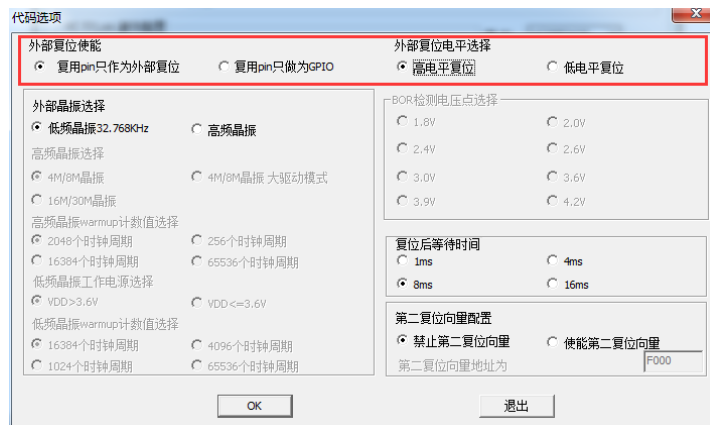 代码选项
外部复位使能
复用pin只作为外部复位
复用pin只做为GPIO
外部复位电平选择
高电平复位
低电平复位
外部晶振选择
低频晶振32.768KHz
高频晶振
高频晶振选择
4M/8M晶振
4M/8M晶振 大驱动模式
16M/30M晶振
高频晶振warmup计数值选择
2048个时钟周期
256个时钟周期
16384个时钟周期
65536个时钟周期
低频晶振工作电源选择
VDD>3.6V
VDD<=3.6V
低频晶振warmup计数值选择
16384个时钟周期
4096个时钟周期
1024个时钟周期
65536个时钟周期
BOR检测电压点选择
1.8V
2.0V
2.4V
2.6V
3.0V
3.6V
3.9V
4.2V
复位后等待时间
1ms
4ms
8ms
16ms
第二复位向量配置
禁止第二复位向量
使能第二复位向量
第二复位向量地址为
F000
OK
退出